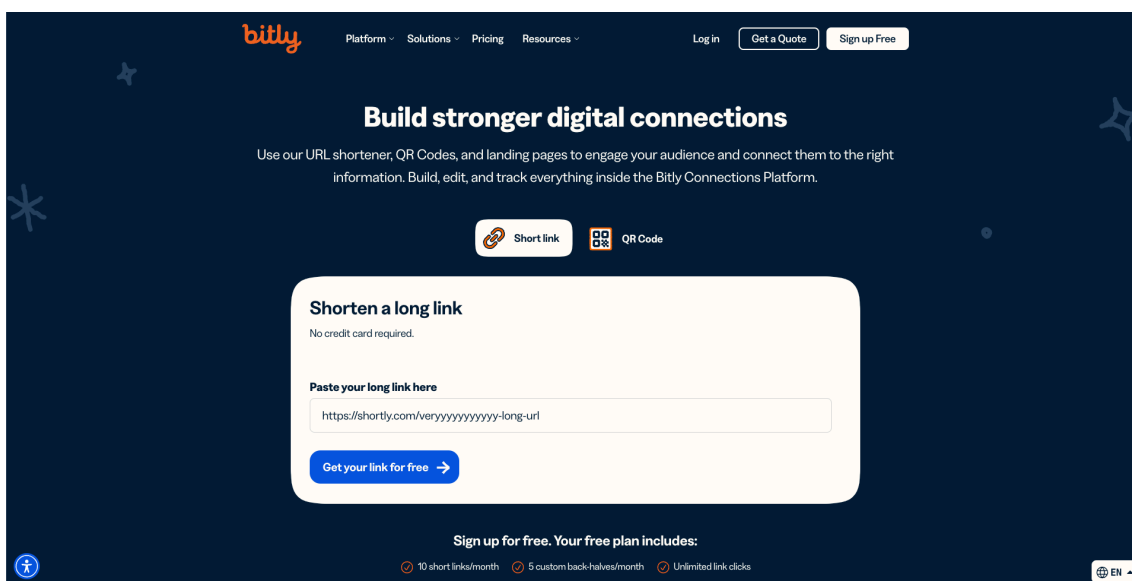 bitly
Platform Solutions Pricing Resources Log in Get a Quote Sign up Free
Build stronger digital connections
Use our URL shortener, QR Codes, and landing pages to engage your audience and connect them to the right
information. Build, edit, and track everything inside the Bitly Connections Platform.
Short link QR Code
Shorten a long link
No credit card required.
Paste your long link here
https://shortly.com/veryyyyyyyyyyy-long-url
Get your link for free
Sign up for free. Your free plan includes:
10 short links/month 5 custom back-halves/month Unlimited link clicks
EN